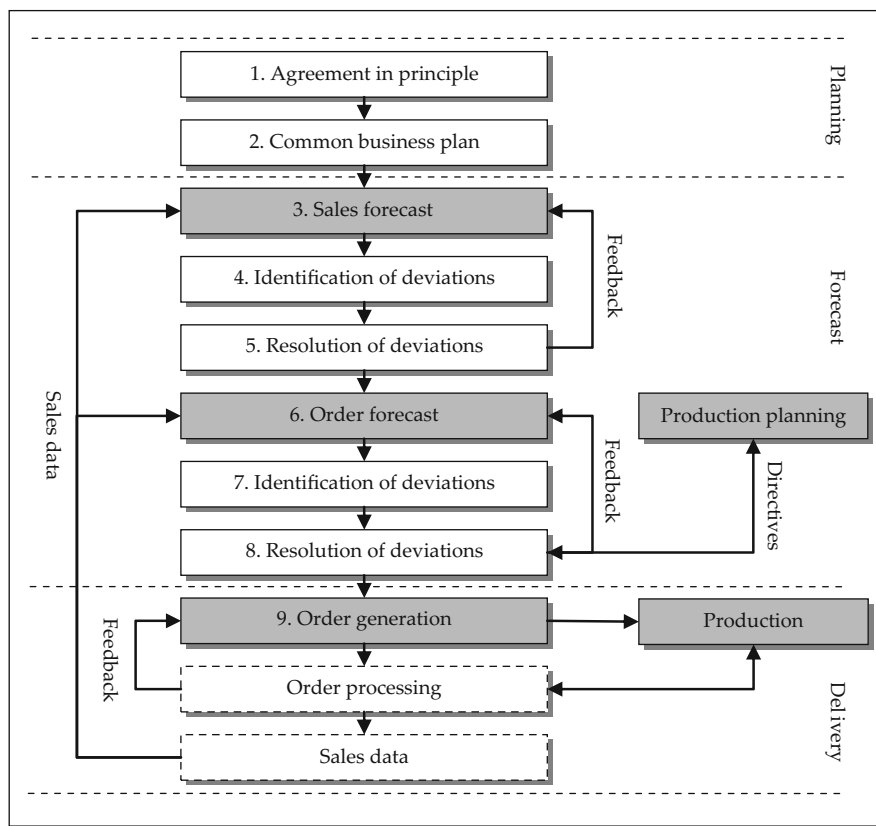 1. Agreement in principle
Planning
2. Common business plan
3. Sales forecast
Feedback
4. Identification of deviations
Forecast
5. Resolution of deviations
Sales data
6. Order forecast
Production planning
Feedback
7. Identification of deviations
Directives
8. Resolution of deviations
9. Order generation
Production
Feedback
Order processing
Delivery
Sales data